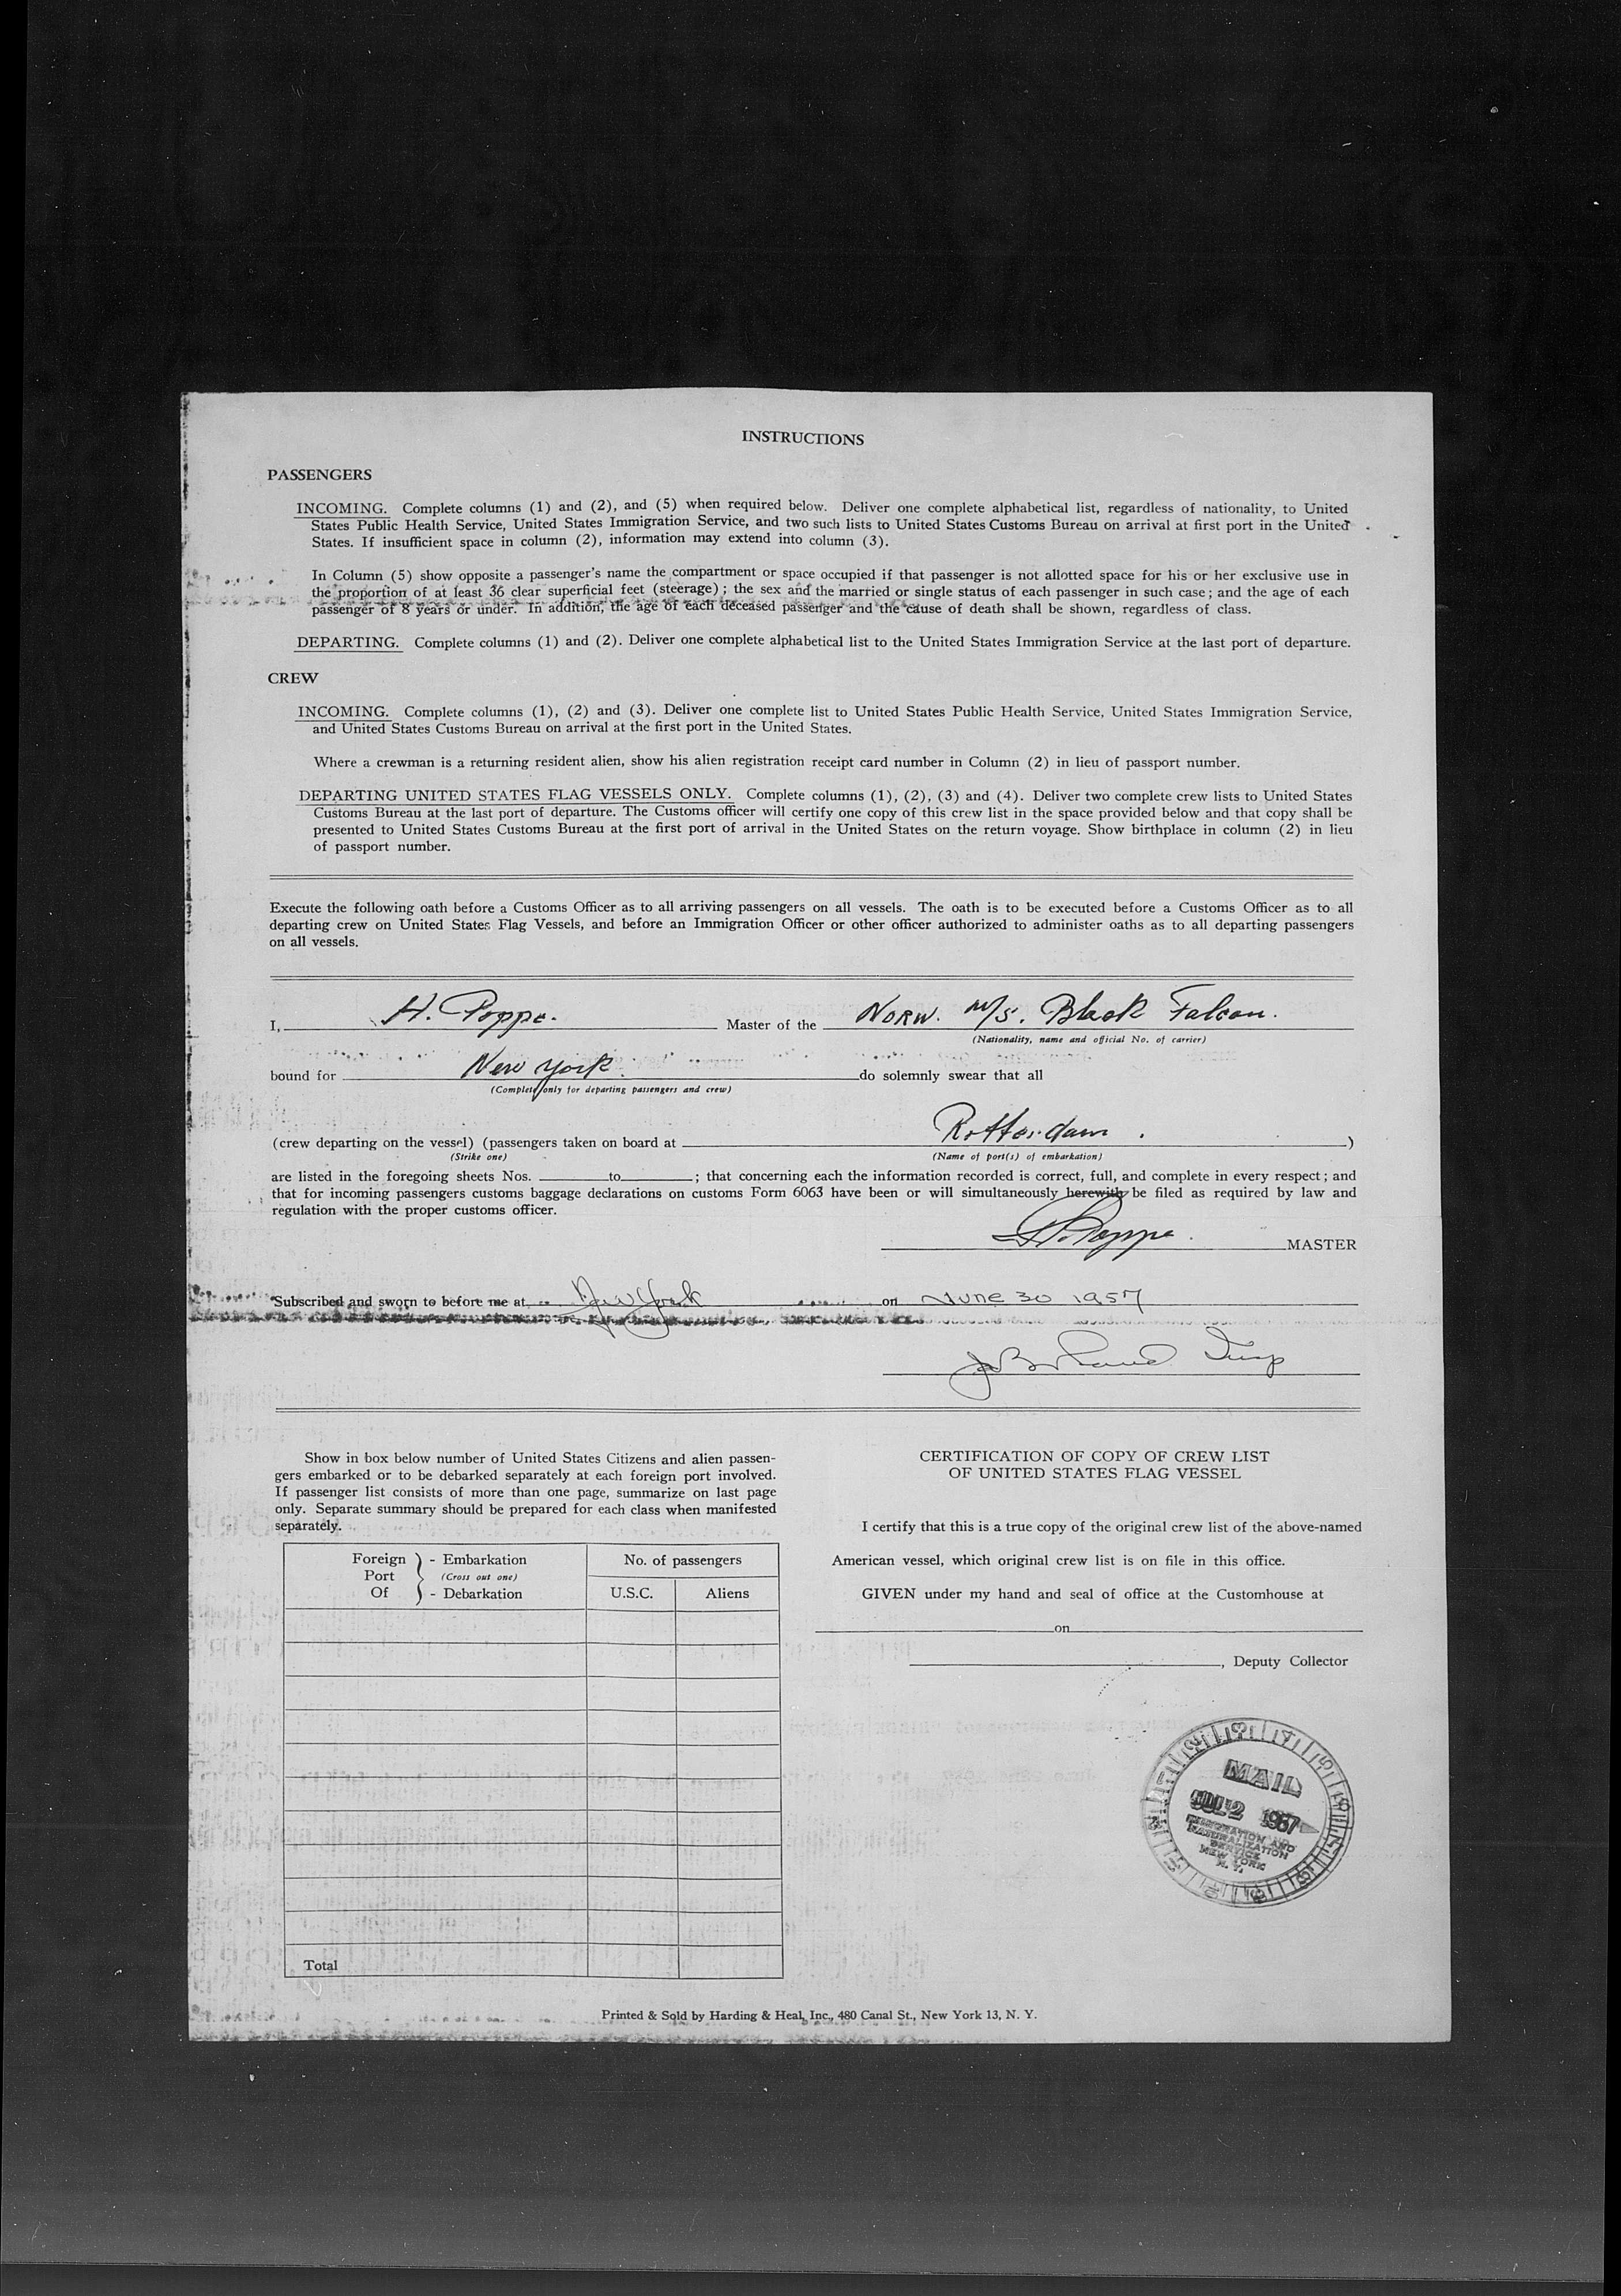 INSTRUCTIONS
PASSENGERS
INCOMING. Complete columns (1) and (2), and (5) when required below. Deliver one complete alphabetical list, regardless of nationality, to United
States Public Health Service, United States Immigration Service, and two such lists to United States Customs Bureau on arrival at first port in the United
States. If insufficient space in column (2), information may extend into column (3).
In Column (5) show opposite a passenger's name the compartment or space occupied if that passenger is not allotted space for his or her exclusive use in
the proportion of at least 36 clear superficial feet (steerage); the sex and the married or single status of each passenger in such case; and the age of each
passenger of 8 years or under. In addition, the age of each deceased passenger and the cause of death shall be shown, regardless of class.
DEPARTING. Complete columns (1) and (2). Deliver one complete alphabetical list to the United States Immigration Service at the last port of departure.
CREW
INCOMING. Complete columns (1), (2) and (3). Deliver one complete list to United States Public Health Service, United States Immigration Service,
and United States Customs Bureau on arrival at the first port in the United States.
Where a crewman is a returning resident alien, show his alien registration receipt card number in Column (2) in lieu of passport number.
DEPARTING UNITED STATES FLAG VESSELS ONLY. Complete columns (1), (2), (3) and (4). Deliver two complete crew lists to United States
Customs Bureau at the last port of departure. The Customs officer will certify one copy of this crew list in the space provided below and that copy shall be
presented to United States Customs Bureau at the first port of arrival in the United States on the return voyage. Show birthplace in column (2) in lieu
of passport number.
Execute the following oath before a Customs Officer as to all arriving passengers on all vessels. The oath is to be executed before a Customs Officer as to all
departing crew on United States Flag Vessels, and before an Immigration Officer or other officer authorized to administer oaths as to all departing passengers
on all vessels.
I, H. Poppe. Master of the Norw. M/S. Black Falcon.
(Nationality, name and official No. of carrier)
bound for New York. do solemnly swear that all
(Complete only for departing passengers and crew)
(crew departing on the vessel) (passengers taken on board at Rotterdam . )
(Strike one) (Name of port(s) of embarkation)
are listed in the foregoing sheets Nos. to ; that concerning each the information recorded is correct, full, and complete in every respect; and
that for incoming passengers customs baggage declarations on customs Form 6063 have been or will simultaneously herewith be filed as required by law and
regulation with the proper customs officer.
H. Poppe. MASTER
Subscribed and sworn to before me at New York on JUNE 30 1957
Show in box below number of United States Citizens and alien passen-
gers embarked or to be debarked separately at each foreign port involved.
If passenger list consists of more than one page, summarize on last page
only. Separate summary should be prepared for each class when manifested
separately.
Foreign Port Of - Embarkation (Cross out one) - Debarkation
No. of passengers
U.S.C. Aliens
Total
CERTIFICATION OF COPY OF CREW LIST
OF UNITED STATES FLAG VESSEL
I certify that this is a true copy of the original crew list of the above-named
American vessel, which original crew list is on file in this office.
GIVEN under my hand and seal of office at the Customhouse at
on
, Deputy Collector
MAIL
JUL 2 1957
IMMIGRATION AND
NATURALIZATION
SERVICE
NEW YORK
N. Y.
Printed & Sold by Harding & Heal, Inc., 480 Canal St., New York 13, N. Y.